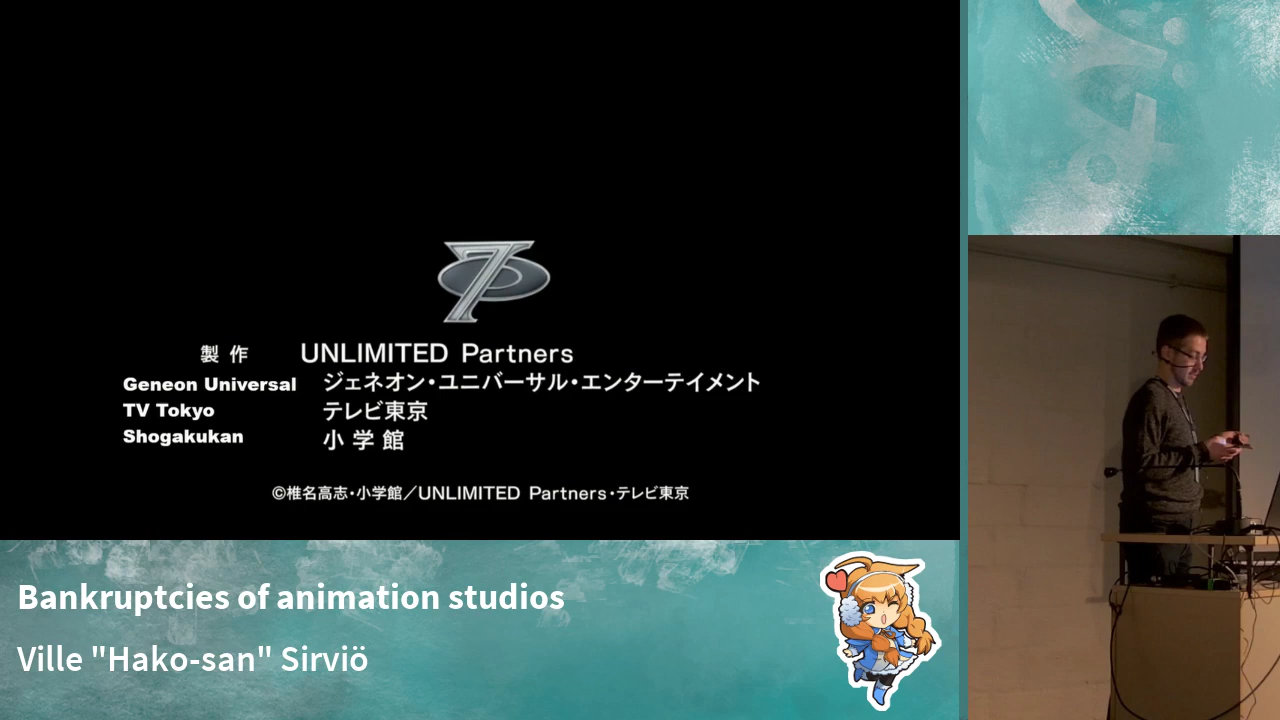 製作 UNLIMITED Partners
Geneon Universal ジェネオン・ユニバーサル・エンターテイメント
TV Tokyo テレビ東京
Shogakukan 小学館
©椎名高志・小学館／UNLIMITED Partners・テレビ東京
Bankruptcies of animation studios
Ville "Hako-san" Sirviö